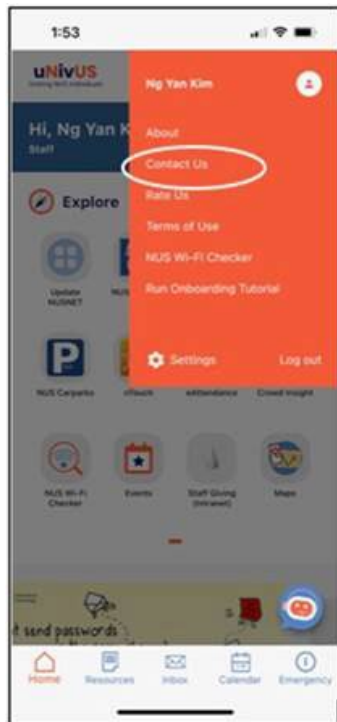 1:53
uNivUS
Ng Yan Kim
Hi, Ng Yan K
Staff
About
Contact Us
Rate Us
Terms of Use
NUS Wi-Fi Checker
Run Onboarding Tutorial
Settings
Log out
Explore
Update
NUSNET
NUS
P
NUS Carparks
uTouch
eAttendance
Crowd Insight
NUS Wi-Fi
Checker
Events
Staff Giving
(Intranet)
Maps
t send passwords
Home
Resources
Inbox
Calendar
Emergency